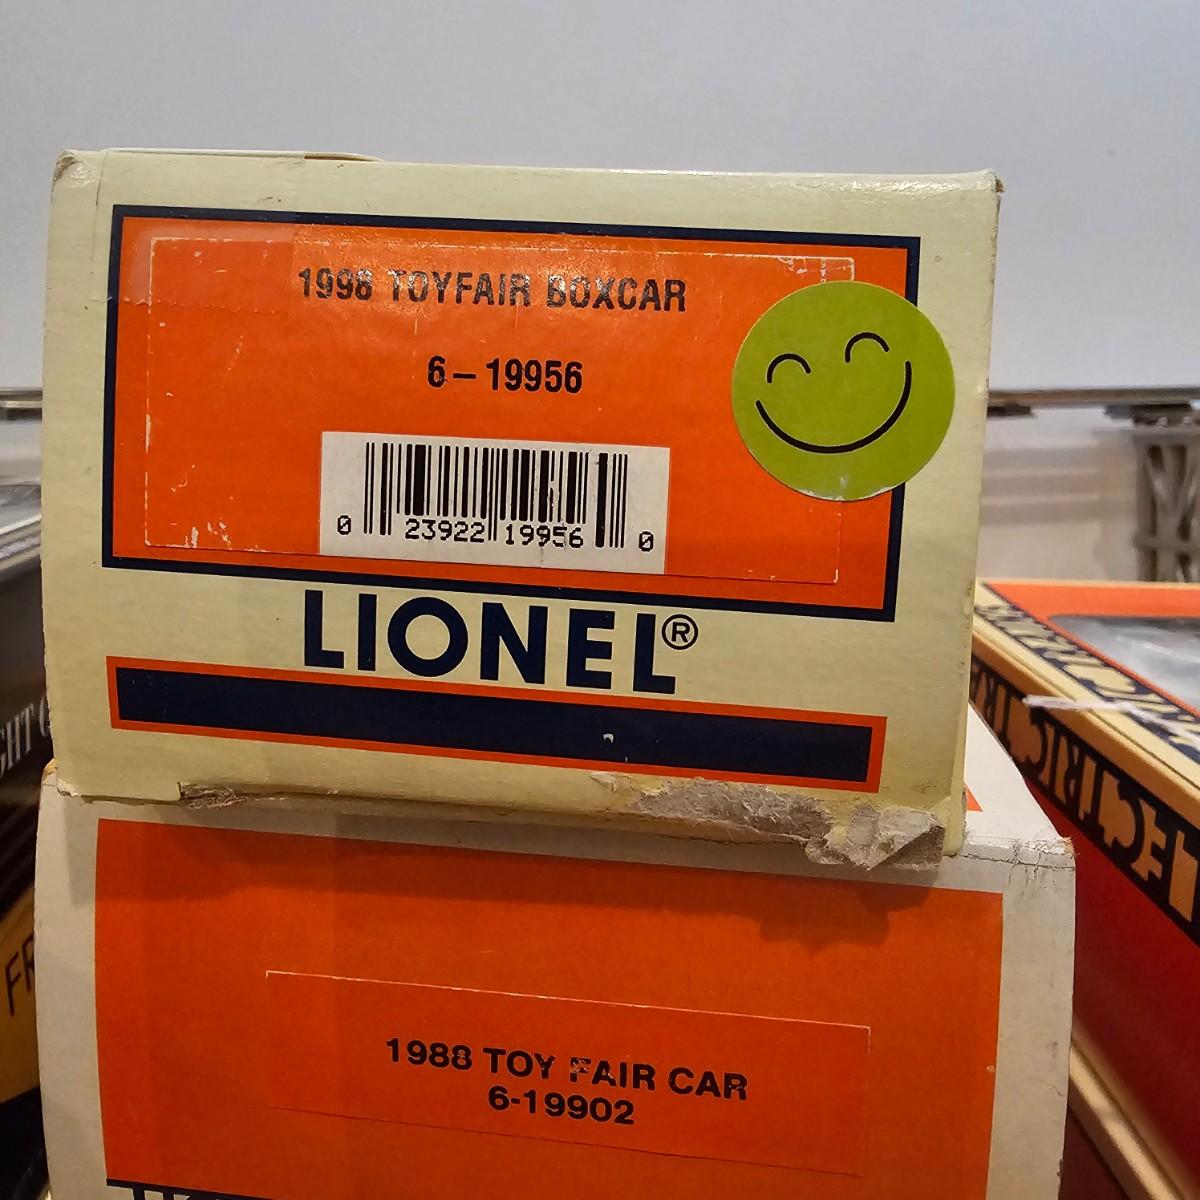 1998 TOYFAIR BOXCAR
6-19956
0 23922 19956 0
LIONEL®
1988 TOY FAIR CAR
6-19902